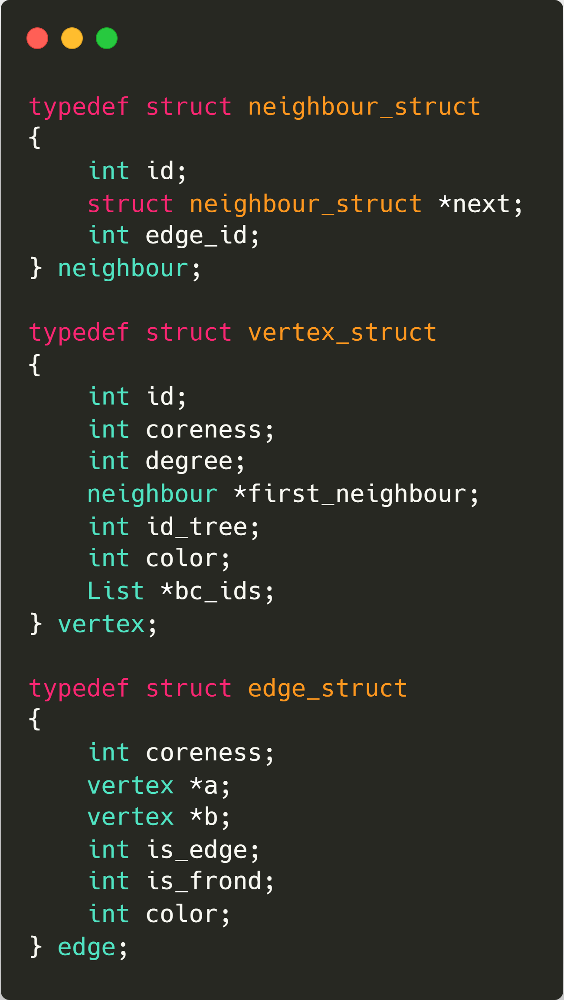 typedef struct neighbour_struct
{
    int id;
    struct neighbour_struct *next;
    int edge_id;
} neighbour;

typedef struct vertex_struct
{
    int id;
    int coreness;
    int degree;
    neighbour *first_neighbour;
    int id_tree;
    int color;
    List *bc_ids;
} vertex;

typedef struct edge_struct
{
    int coreness;
    vertex *a;
    vertex *b;
    int is_edge;
    int is_frond;
    int color;
} edge;